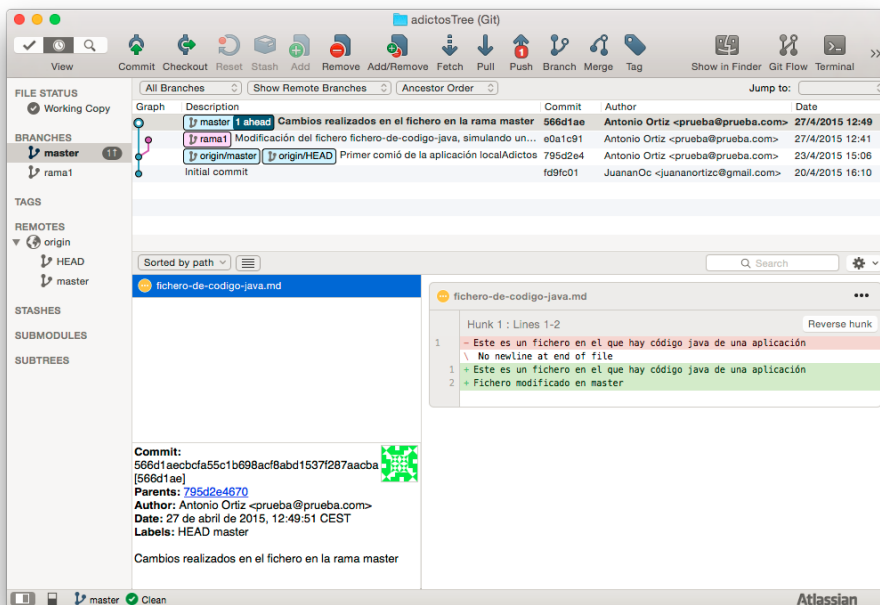 adictosTree (Git)
View Commit Checkout Reset Stash Add Remove Add/Remove Fetch Pull 1 Push Branch Merge Tag Show in Finder Git Flow Terminal >>
FILE STATUS
Working Copy
BRANCHES
master 1↑
rama1
TAGS
REMOTES
origin
HEAD
master
STASHES
SUBMODULES
SUBTREES
All Branches Show Remote Branches Ancestor Order Jump to:
Graph Description Commit Author Date
master 1 ahead Cambios realizados en el fichero en la rama master 566d1ae Antonio Ortiz <prueba@prueba.com> 27/4/2015 12:49
rama1 Modificación del fichero fichero-de-codigo-java, simulando un... e0a1c91 Antonio Ortiz <prueba@prueba.com> 27/4/2015 12:41
origin/master origin/HEAD Primer comió de la aplicación localAdictos 795d2e4 Antonio Ortiz <prueba@prueba.com> 23/4/2015 15:06
Initial commit fd9fc01 JuananOc <juananortizc@gmail.com> 20/4/2015 16:10
Sorted by path Search
fichero-de-codigo-java.md
fichero-de-codigo-java.md •••
Hunk 1 : Lines 1-2 Reverse hunk
1 - Este es un fichero en el que hay código java de una aplicación
\ No newline at end of file
1 + Este es un fichero en el que hay código java de una aplicación
2 + Fichero modificado en master
Commit:
566d1aecbcfa55c1b698acf8abd1537f287aacba
[566d1ae]
Parents: 795d2e4670
Author: Antonio Ortiz <prueba@prueba.com>
Date: 27 de abril de 2015, 12:49:51 CEST
Labels: HEAD master
Cambios realizados en el fichero en la rama master
master Clean Atlassian